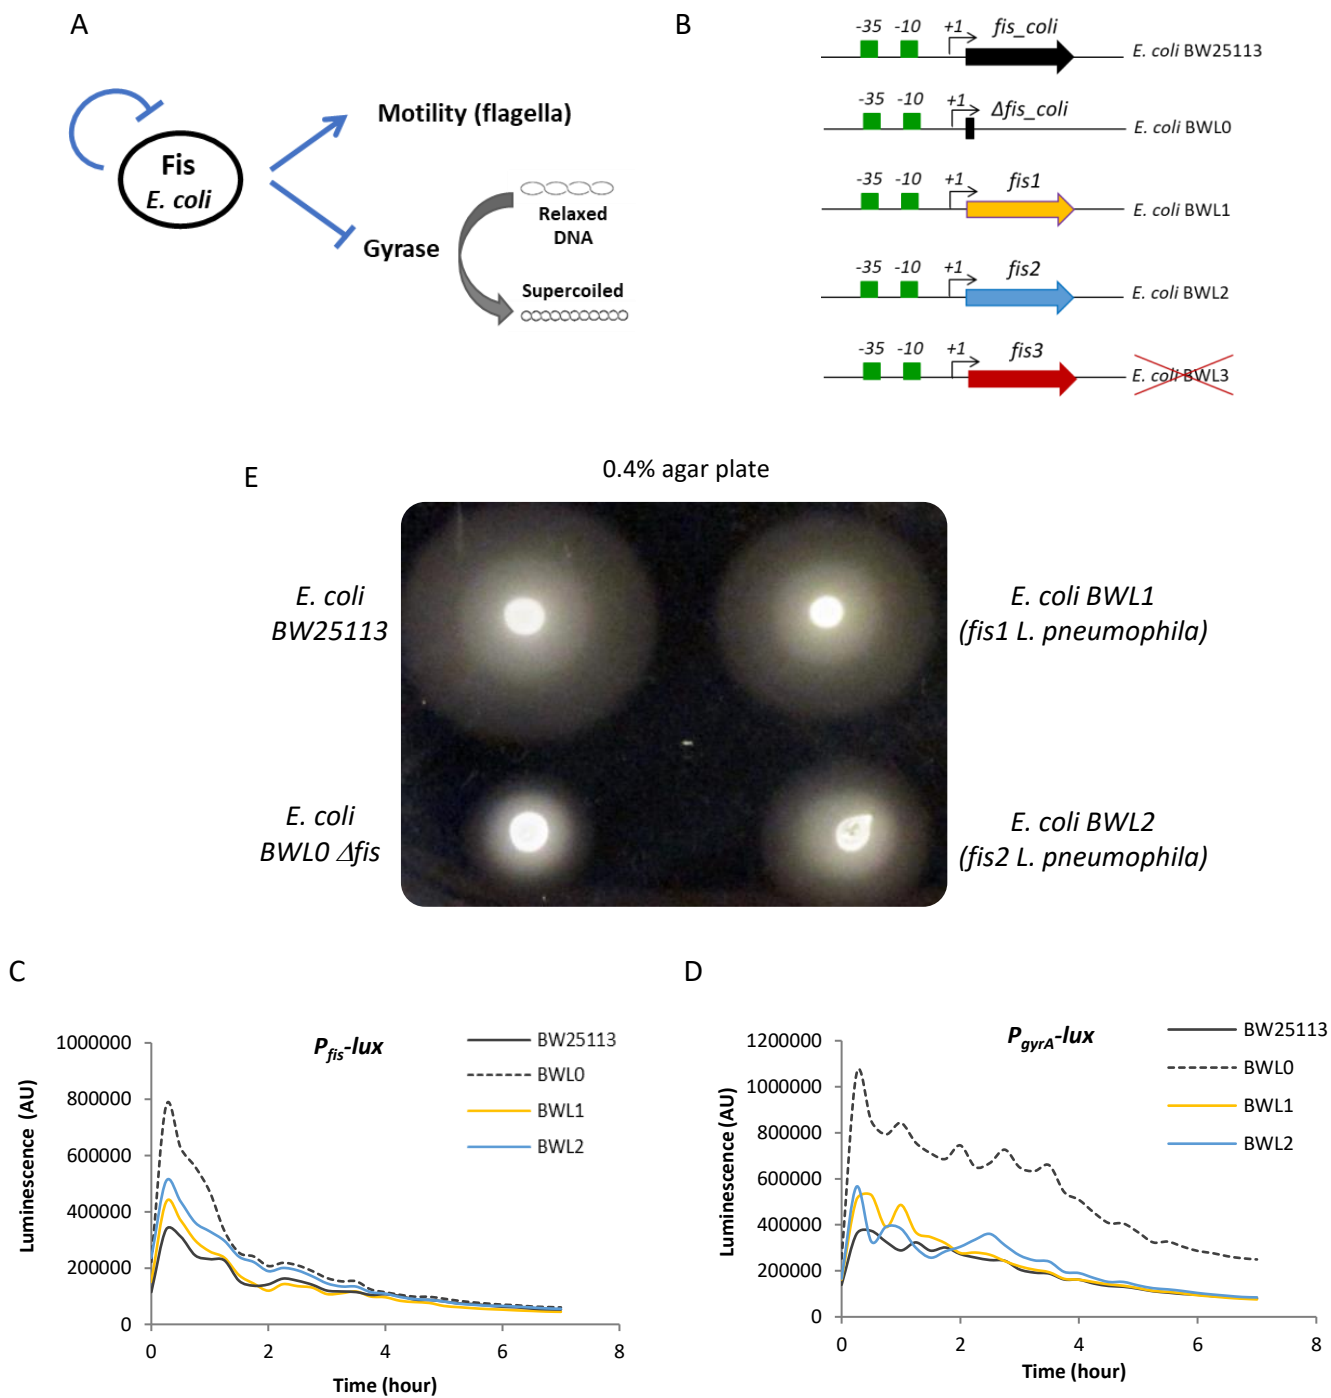 A
Fis
E. coli
Motility (flagella)
Gyrase
Relaxed
DNA
Supercoiled
B
-35 -10 +1 fis_coli
E. coli BW25113
-35 -10 +1 Δfis_coli
E. coli BWL0
-35 -10 +1 fis1
E. coli BWL1
-35 -10 +1 fis2
E. coli BWL2
-35 -10 +1 fis3
E. coli BWL3
E
0.4% agar plate
E. coli
BW25113
E. coli BWL1
(fis1 L. pneumophila)
E. coli
BWL0 Δfis
E. coli BWL2
(fis2 L. pneumophila)
C
Pfis-lux
BW25113
BWL0
BWL1
BWL2
Luminescence (AU)
1000000
800000
600000
400000
200000
0
0 2 4 6 8
Time (hour)
D
PgyrA-lux
BW25113
BWL0
BWL1
BWL2
Luminescence (AU)
1200000
1000000
800000
600000
400000
200000
0
0 2 4 6 8
Time (hour)